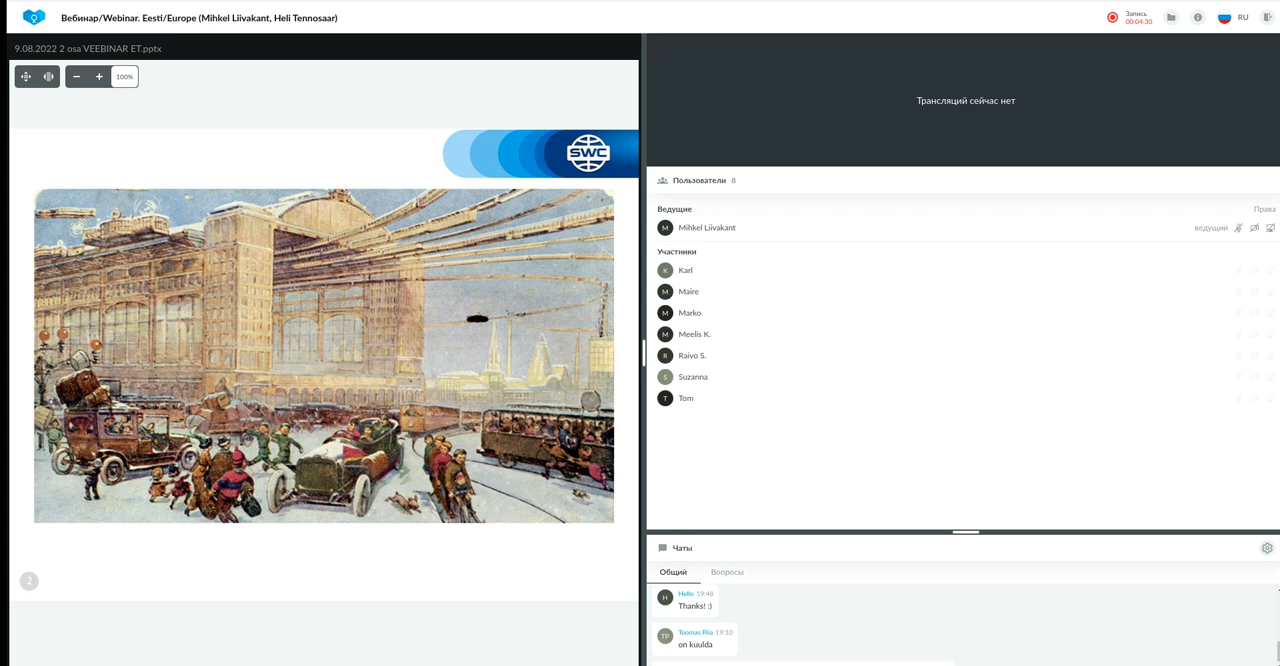 Вебинар/Webinar. Eesti/Europe (Mihkel Liivakant, Heli Tennosaar)
Запись
00:04:30
RU
9.08.2022 2 osa VEEBINAR ET.pptx
100%
SWC
2
Трансляций сейчас нет
Пользователи 8
Ведущие
Права
M Mihkel Liivakant
ведущий
Участники
K Karl
M Maire
M Marko
M Meelis K.
R Raivo S.
S Suzanna
T Tom
Чаты
Общий
Вопросы
H Hello 19:48
Thanks! :)
TP Toomas Pila 19:10
on kuulda